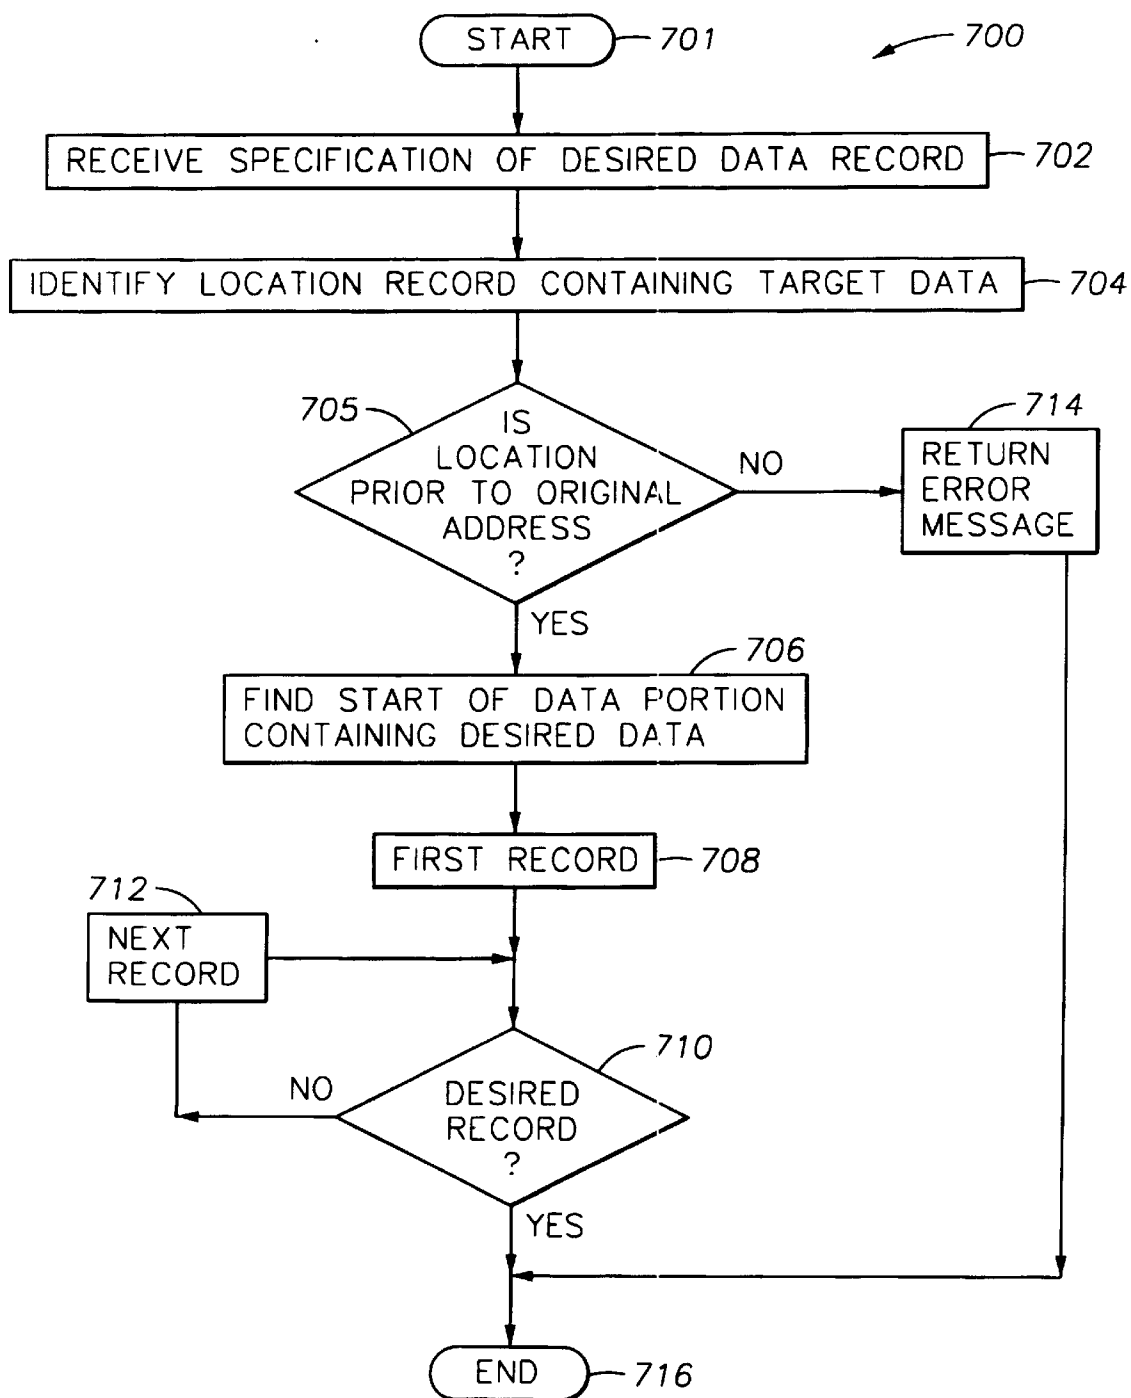 START
701
700
RECEIVE SPECIFICATION OF DESIRED DATA RECORD
702
IDENTIFY LOCATION RECORD CONTAINING TARGET DATA
704
705
IS
LOCATION
PRIOR TO ORIGINAL
ADDRESS
?
NO
714
RETURN
ERROR
MESSAGE
YES
706
FIND START OF DATA PORTION
CONTAINING DESIRED DATA
FIRST RECORD
708
712
NEXT
RECORD
710
NO
DESIRED
RECORD
?
YES
END
716